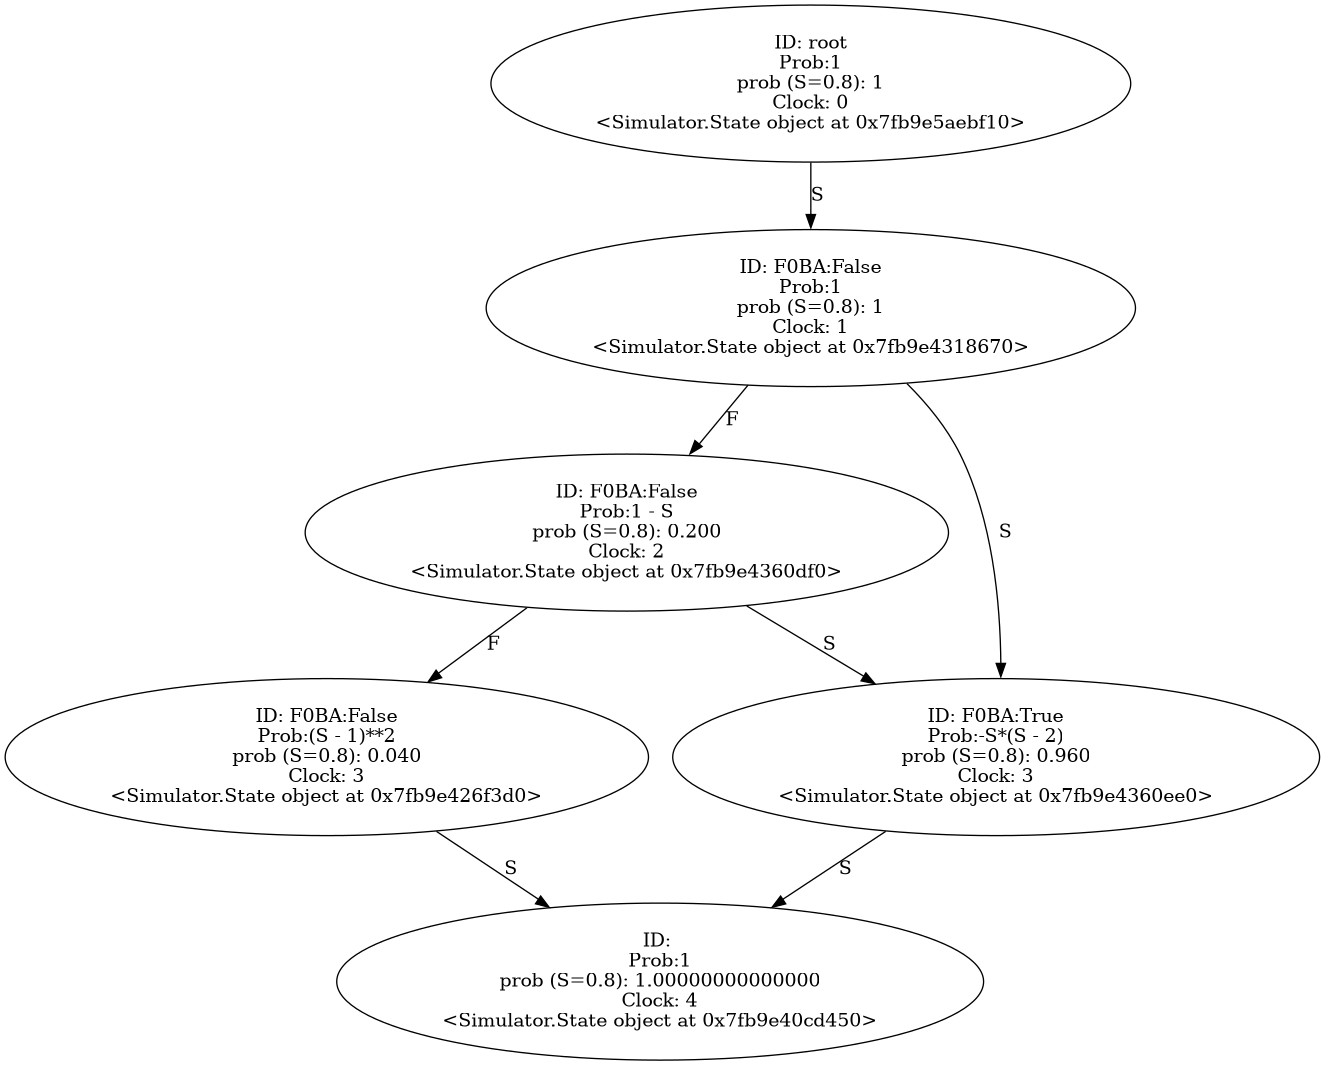 ID: root
Prob:1
prob (S=0.8): 1
Clock: 0
<Simulator.State object at 0x7fb9e5aebf10>
S
ID: F0BA:False
Prob:1
prob (S=0.8): 1
Clock: 1
<Simulator.State object at 0x7fb9e4318670>
F
S
ID: F0BA:False
Prob:1 - S
prob (S=0.8): 0.200
Clock: 2
<Simulator.State object at 0x7fb9e4360df0>
F
S
ID: F0BA:False
Prob:(S - 1)**2
prob (S=0.8): 0.040
Clock: 3
<Simulator.State object at 0x7fb9e426f3d0>
ID: F0BA:True
Prob:-S*(S - 2)
prob (S=0.8): 0.960
Clock: 3
<Simulator.State object at 0x7fb9e4360ee0>
S
S
ID:
Prob:1
prob (S=0.8): 1.00000000000000
Clock: 4
<Simulator.State object at 0x7fb9e40cd450>